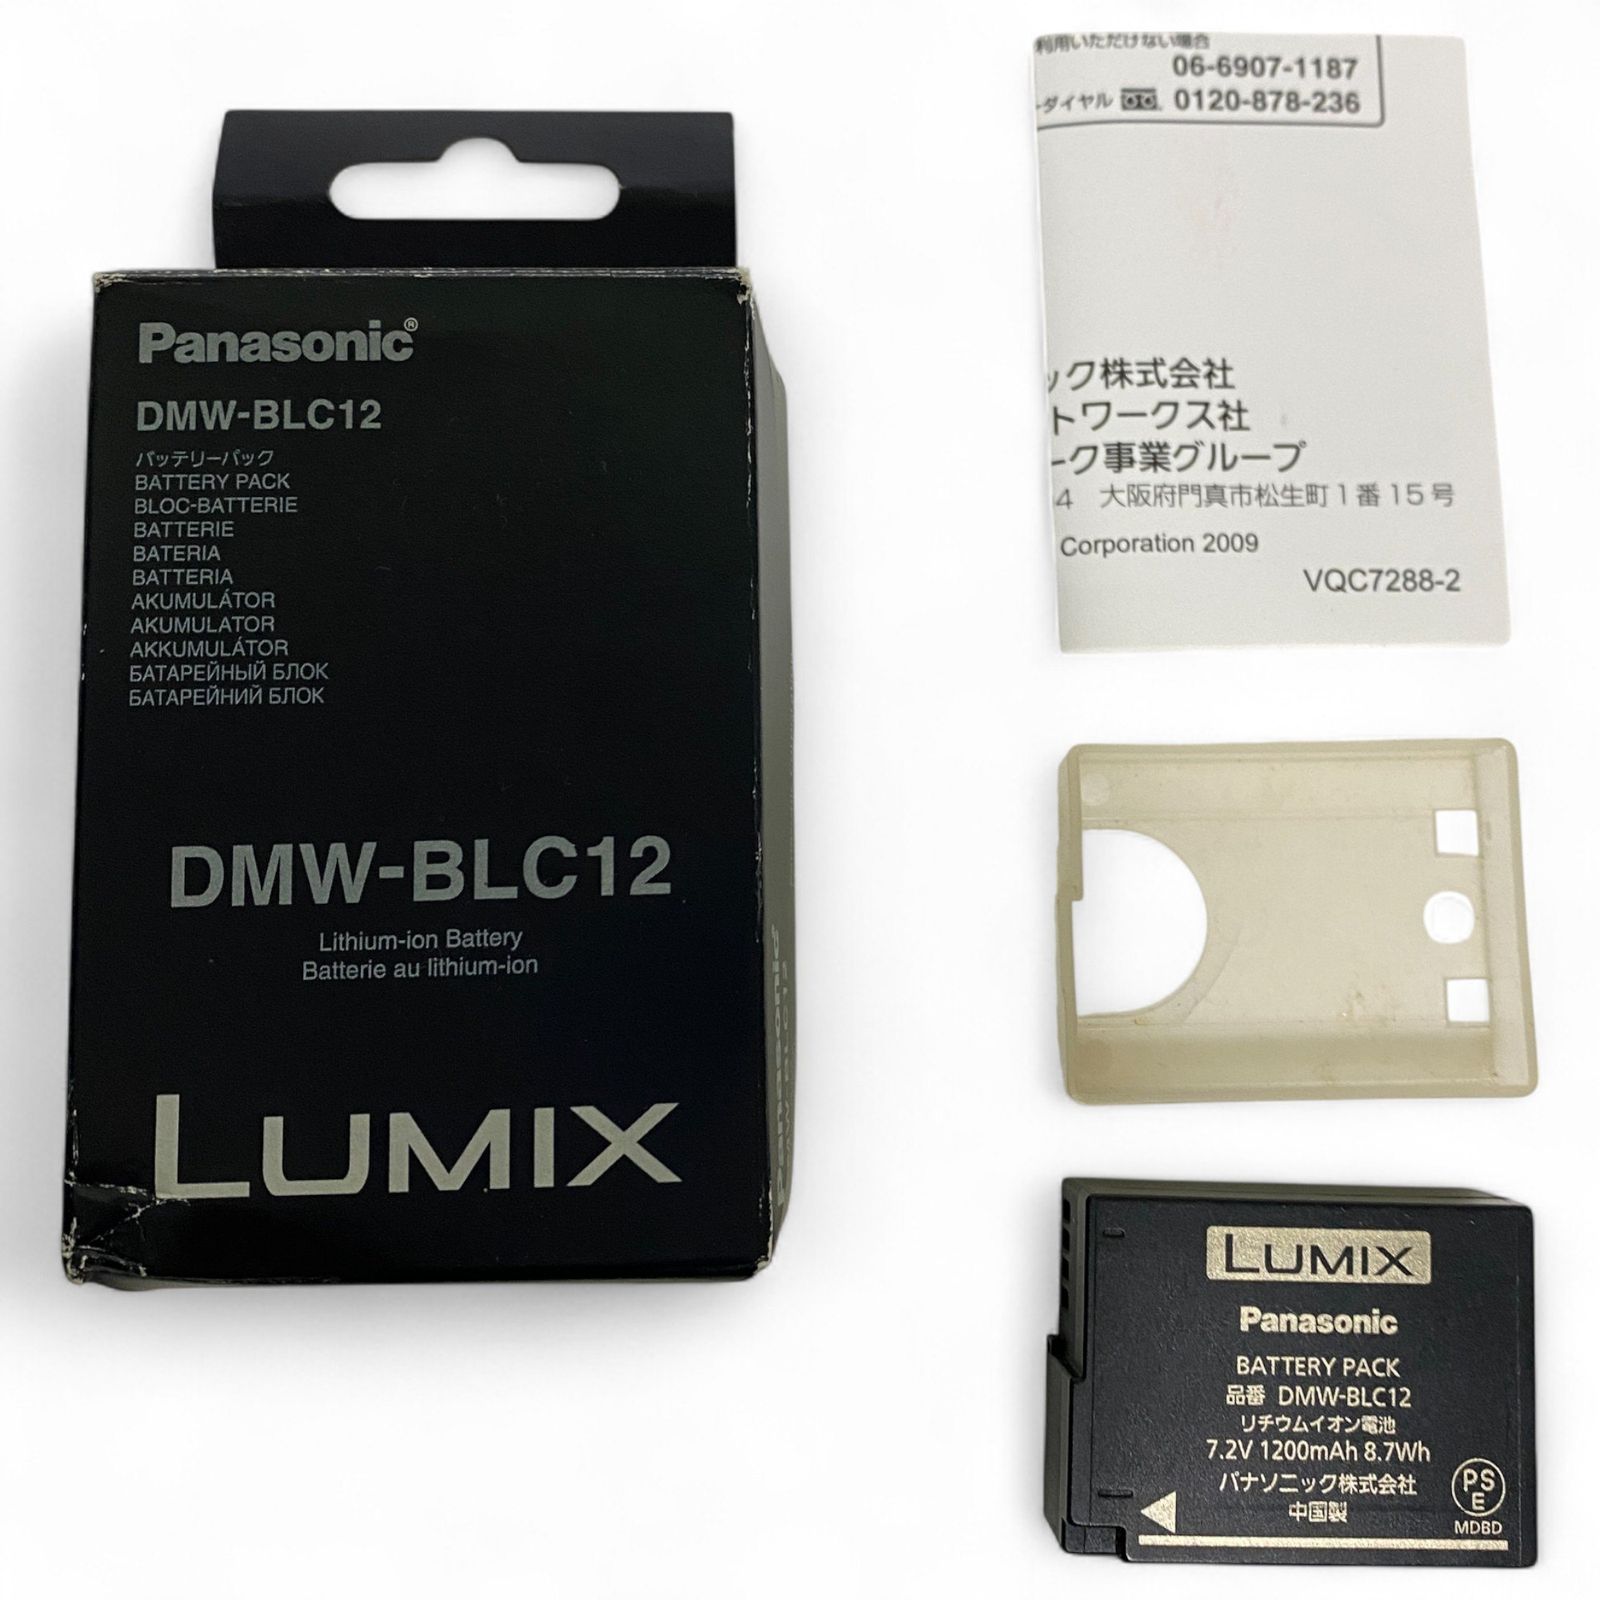 Panasonic®
DMW-BLC12
バッテリーパック
BATTERY PACK
BLOC-BATTERIE
BATTERIE
BATERIA
BATTERIA
AKUMULÁTOR
AKUMULATOR
AKKUMULÁTOR
БАТАРЕЙНЫЙ БЛОК
БАТАРЕЙНИЙ БЛОК
DMW-BLC12
Lithium-ion Battery
Batterie au lithium-ion
LUMIX
Panasonic
DMW-BLC12
利用いただけない場合
06-6907-1187
ーダイヤル 0120-878-236
ック株式会社
トワークス社
ーク事業グループ
4 大阪府門真市松生町1番15号
Corporation 2009
VQC7288-2
LUMIX
Panasonic
BATTERY PACK
品番 DMW-BLC12
リチウムイオン電池
7.2V 1200mAh 8.7Wh
パナソニック株式会社
中国製
PS
E
MDBD